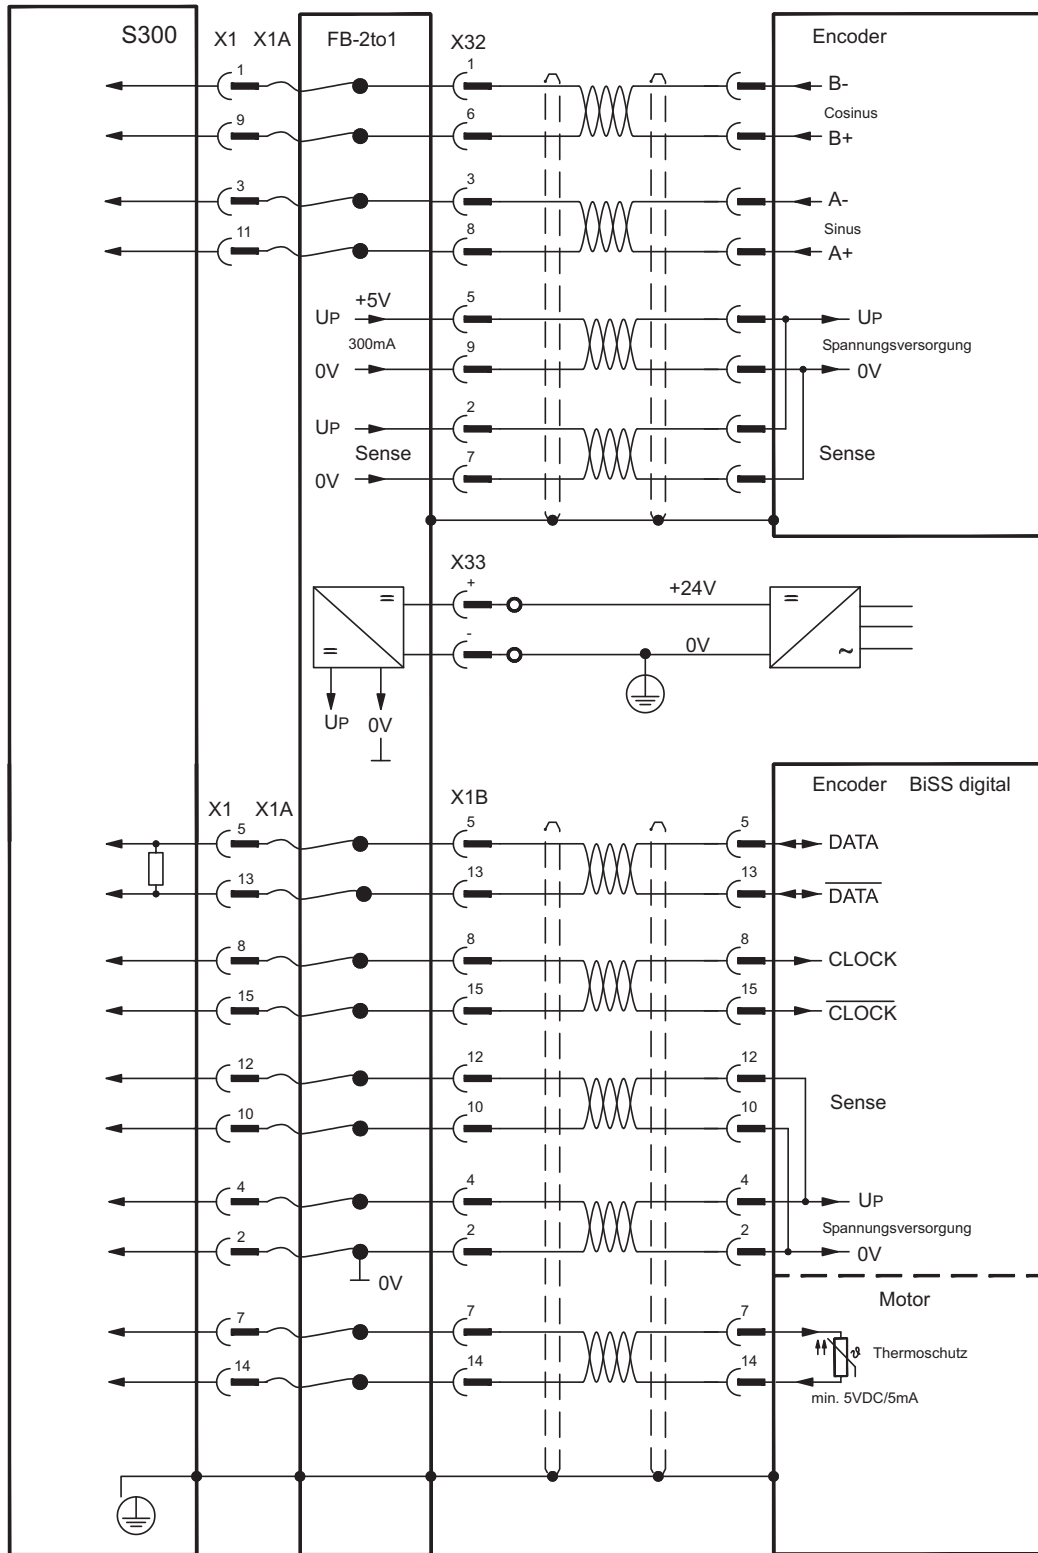 S300 X1 X1A FB-2to1 X32 Encoder
1 1 B-
Cosinus
9 6 B+
3 3 A-
Sinus
11 8 A+
UP +5V 5 UP
300mA Spannungsversorgung
0V 9 0V
UP 2
Sense Sense
0V 7
X33
+ +24V
=
=
- 0V
=
~
UP 0V
Encoder BiSS digital
X1 X1A X1B
5 5 5 DATA
13 13 13 DATA
8 8 8 CLOCK
15 15 15 CLOCK
12 12 12
Sense
10 10 10
4 4 4 UP
Spannungsversorgung
2 2 2 0V
0V
Motor
7 7 7
ϑ Thermoschutz
14 14 14
min. 5VDC/5mA